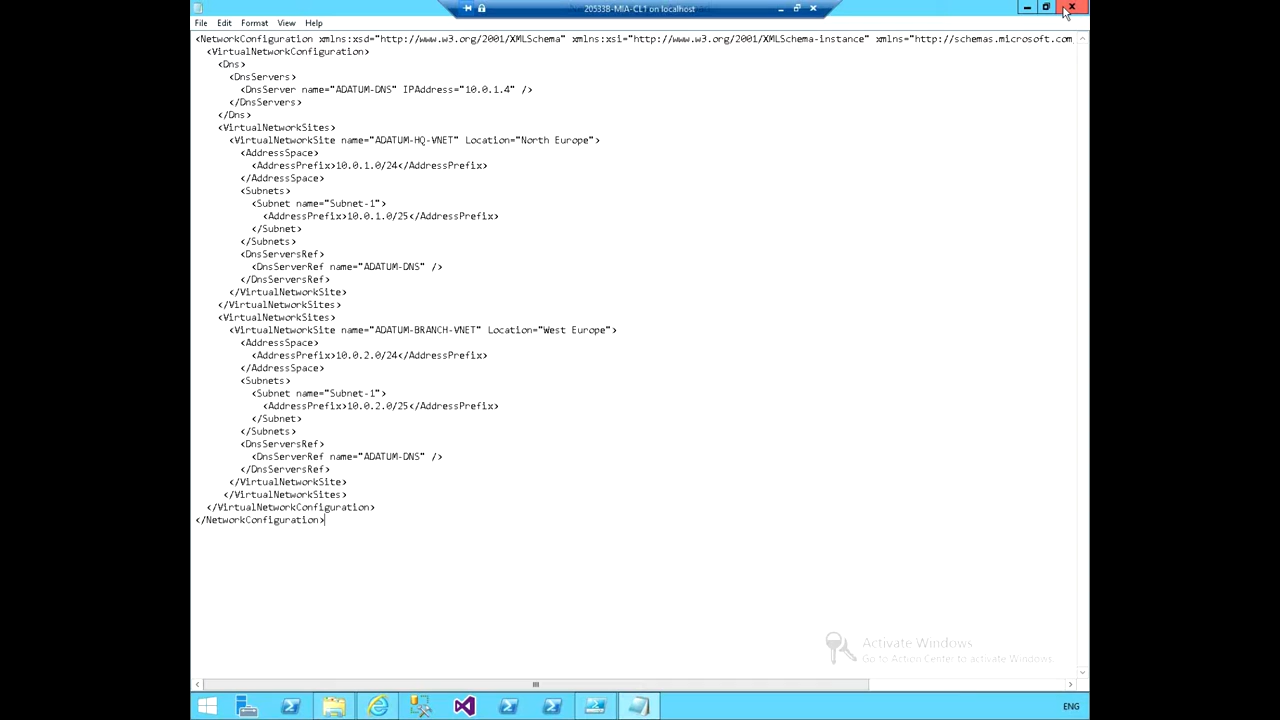 20533B-MIA-CL1 on localhost
File Edit Format View Help
<NetworkConfiguration xmlns:xsd="http://www.w3.org/2001/XMLSchema" xmlns:xsi="http://www.w3.org/2001/XMLSchema-instance" xmlns="http://schemas.microsoft.com
<VirtualNetworkConfiguration>
<Dns>
<DnsServers>
<DnsServer name="ADATUM-DNS" IPAddress="10.0.1.4" />
</DnsServers>
</Dns>
<VirtualNetworkSites>
<VirtualNetworkSite name="ADATUM-HQ-VNET" Location="North Europe">
<AddressSpace>
<AddressPrefix>10.0.1.0/24</AddressPrefix>
</AddressSpace>
<Subnets>
<Subnet name="Subnet-1">
<AddressPrefix>10.0.1.0/25</AddressPrefix>
</Subnet>
</Subnets>
<DnsServersRef>
<DnsServerRef name="ADATUM-DNS" />
</DnsServersRef>
</VirtualNetworkSite>
</VirtualNetworkSites>
<VirtualNetworkSites>
<VirtualNetworkSite name="ADATUM-BRANCH-VNET" Location="West Europe">
<AddressSpace>
<AddressPrefix>10.0.2.0/24</AddressPrefix>
</AddressSpace>
<Subnets>
<Subnet name="Subnet-1">
<AddressPrefix>10.0.2.0/25</AddressPrefix>
</Subnet>
</Subnets>
<DnsServersRef>
<DnsServerRef name="ADATUM-DNS" />
</DnsServersRef>
</VirtualNetworkSite>
</VirtualNetworkSites>
</VirtualNetworkConfiguration>
</NetworkConfiguration>
Activate Windows
Go to Action Center to activate Windows.
ENG